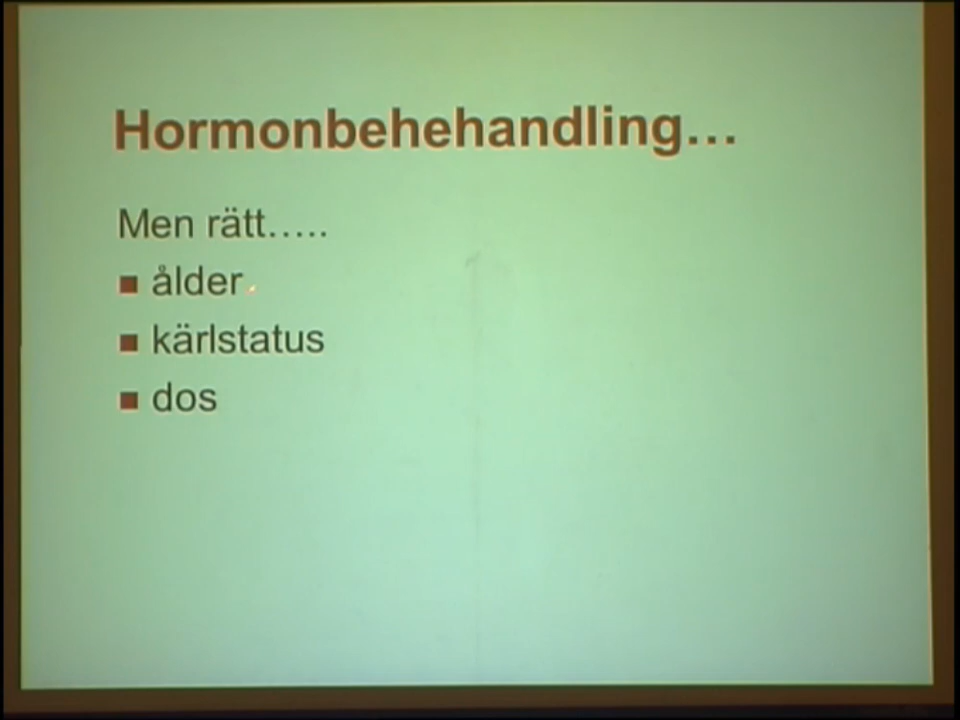 Hormonbehehandling…
Men rätt…..
■ ålder
■ kärlstatus
■ dos